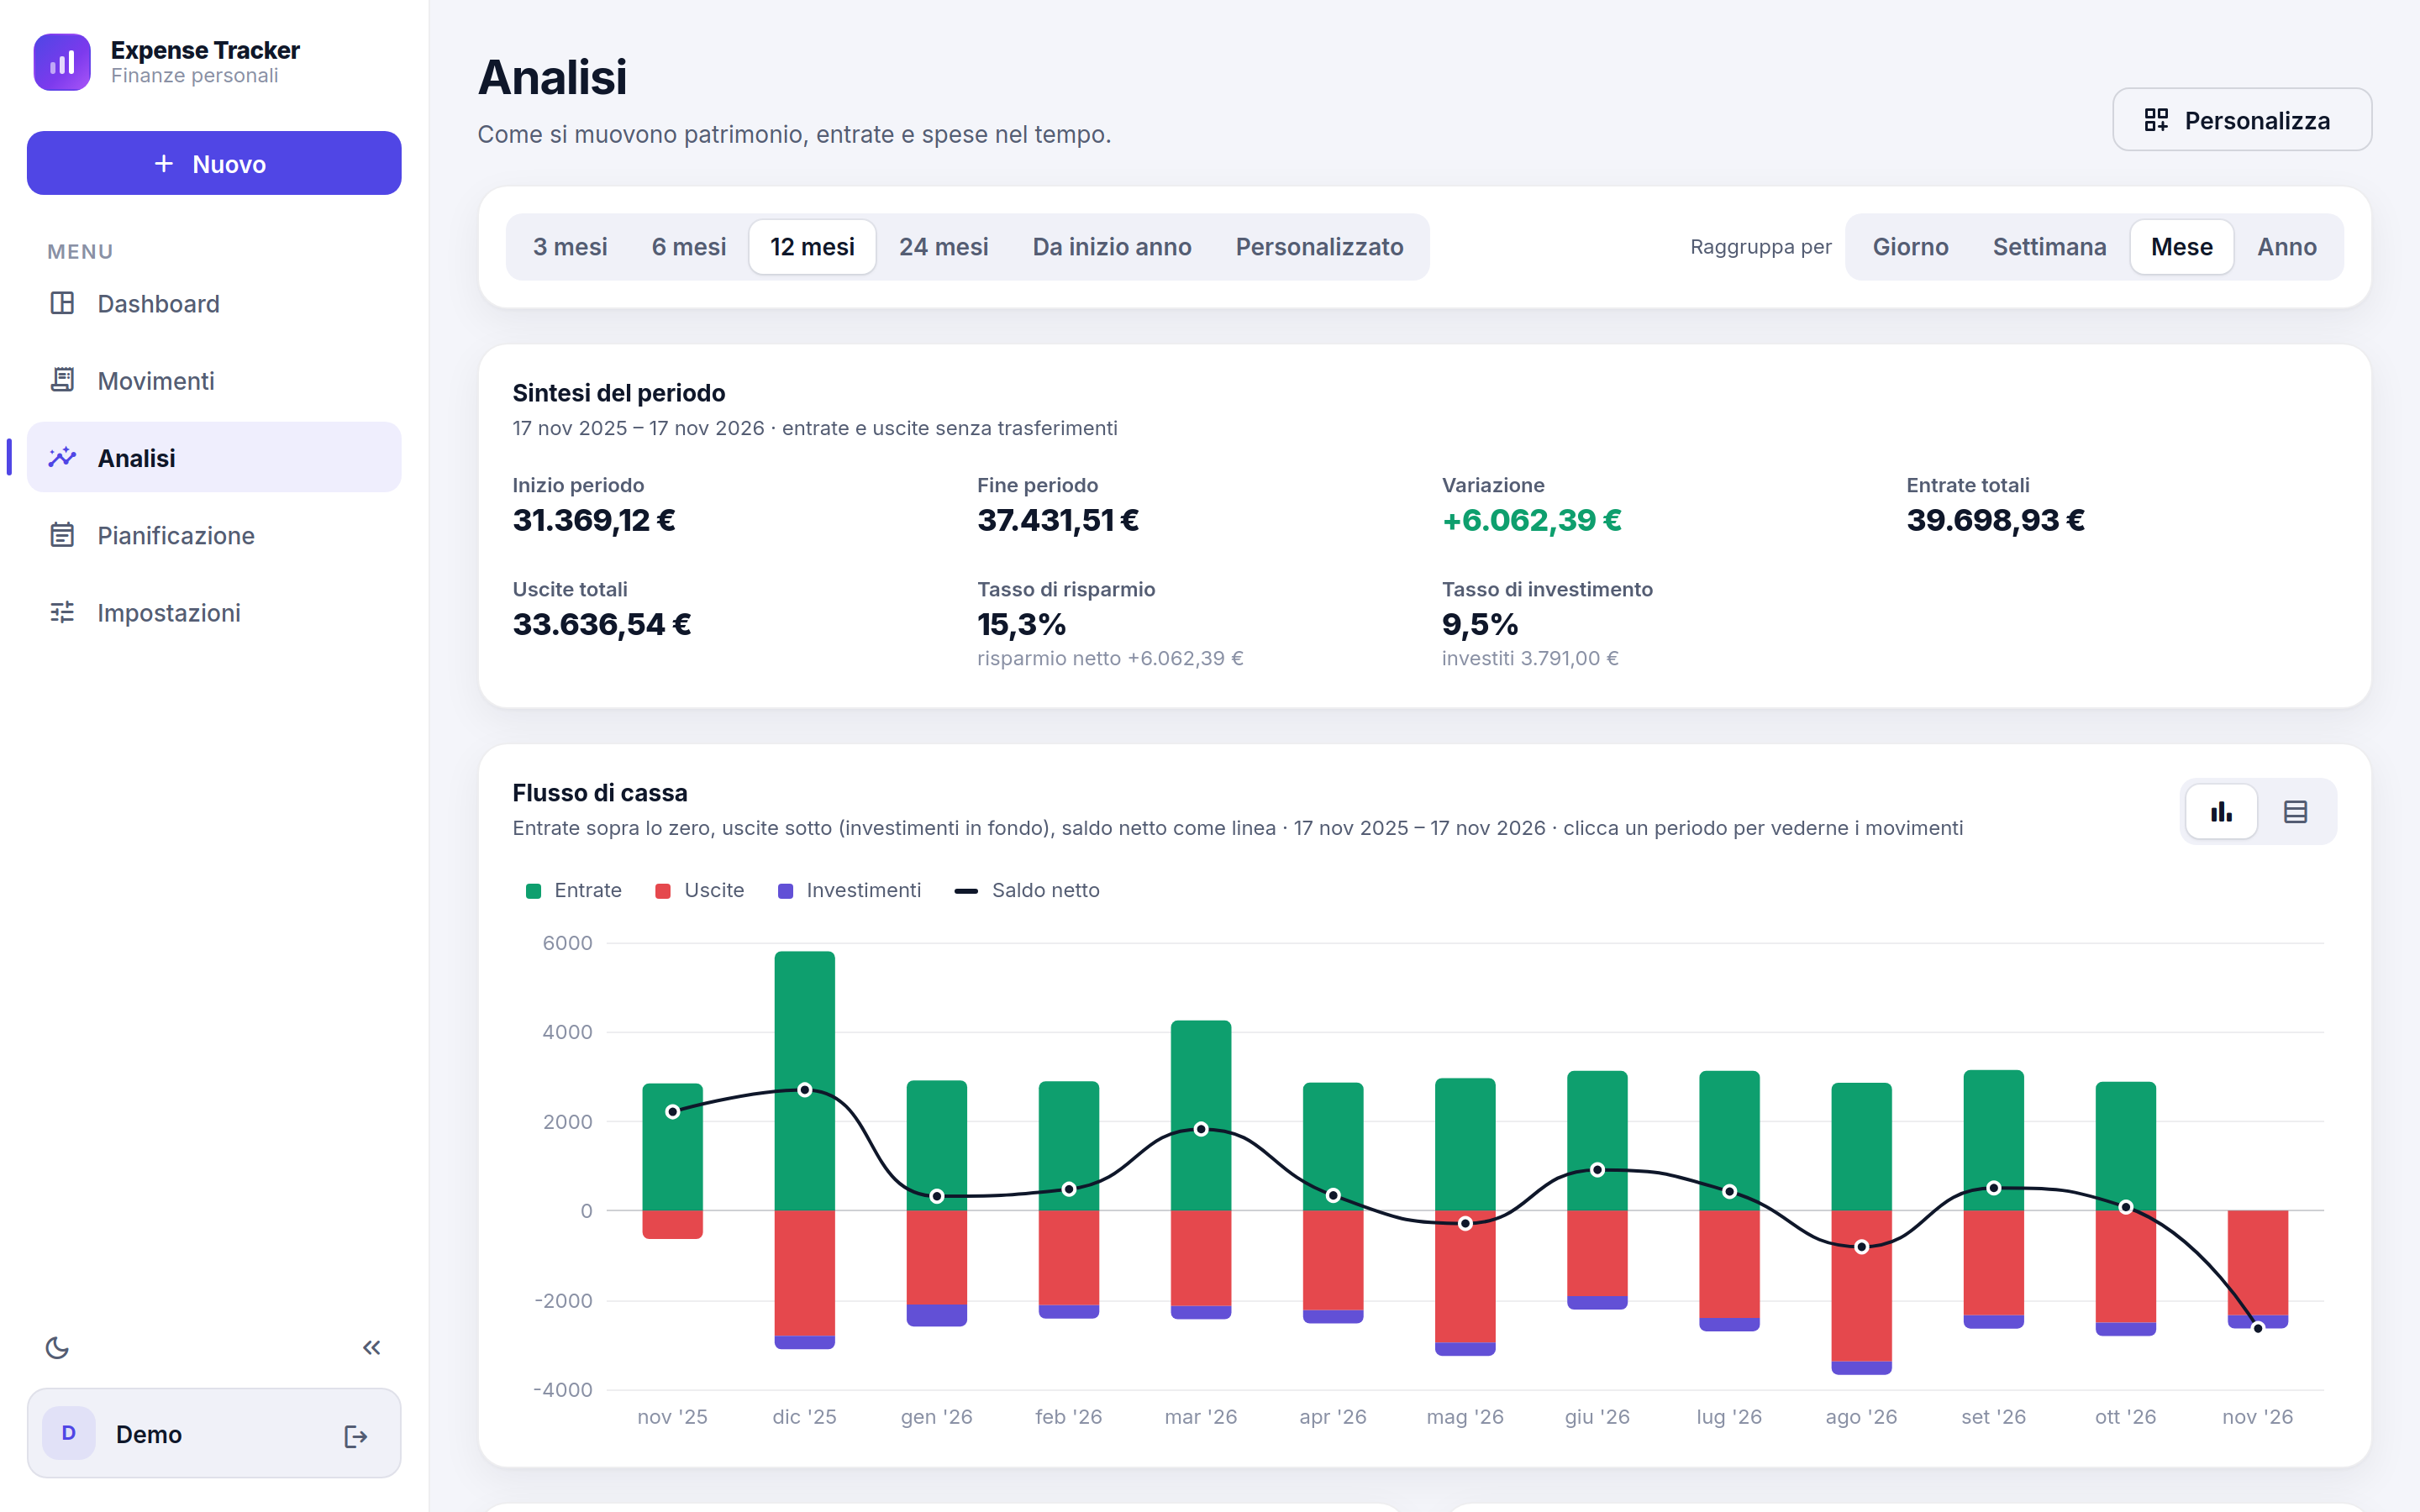 Expense Tracker
Finanze personali
Nuovo
MENU
Dashboard
Movimenti
Analisi
Pianificazione
Impostazioni
D
Demo
Analisi
Come si muovono patrimonio, entrate e spese nel tempo.
Personalizza
3 mesi 6 mesi 12 mesi 24 mesi Da inizio anno Personalizzato
Raggruppa per Giorno Settimana Mese Anno
Sintesi del periodo
17 nov 2025 – 17 nov 2026 · entrate e uscite senza trasferimenti
Inizio periodo Fine periodo Variazione Entrate totali
31.369,12 € 37.431,51 € +6.062,39 € 39.698,93 €
Uscite totali Tasso di risparmio Tasso di investimento
33.636,54 € 15,3% 9,5%
risparmio netto +6.062,39 € investiti 3.791,00 €
Flusso di cassa
Entrate sopra lo zero, uscite sotto (investimenti in fondo), saldo netto come linea · 17 nov 2025 – 17 nov 2026 · clicca un periodo per vederne i movimenti
Entrate Uscite Investimenti Saldo netto
6000
4000
2000
0
-2000
-4000
nov '25 dic '25 gen '26 feb '26 mar '26 apr '26 mag '26 giu '26 lug '26 ago '26 set '26 ott '26 nov '26